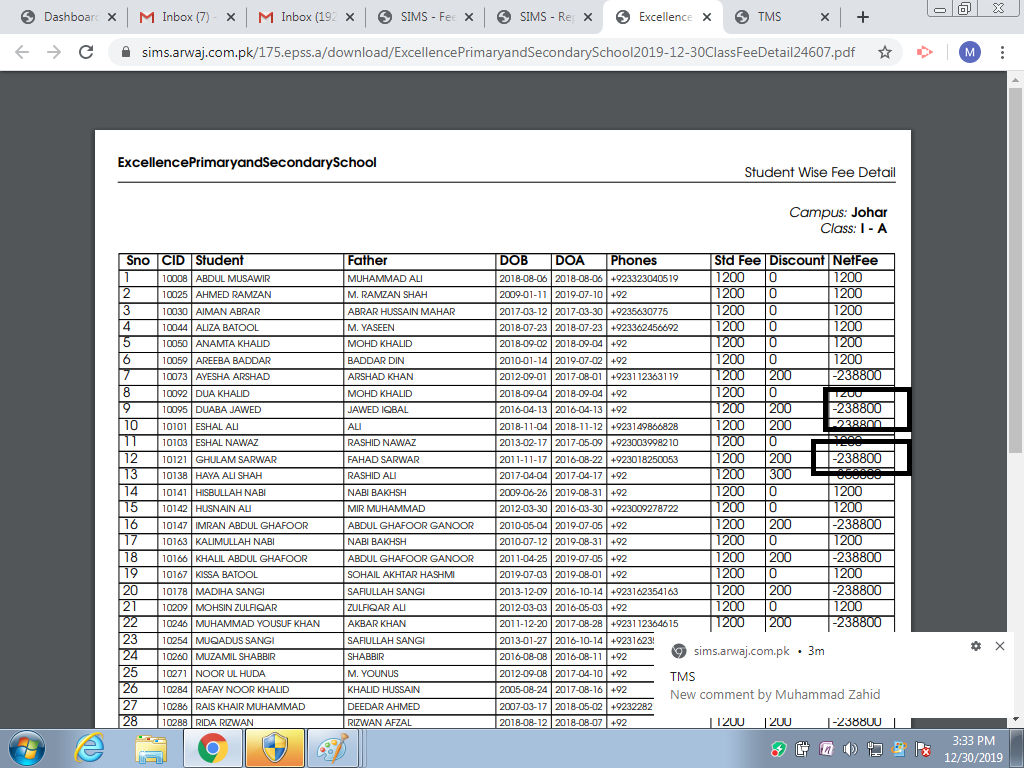 Dashboard Inbox (7) - Inbox (192 SIMS - Fee SIMS - Rep Excellence TMS
sims.arwaj.com.pk/175.epss.a/download/ExcellencePrimaryandSecondarySchool2019-12-30ClassFeeDetail24607.pdf M
ExcellencePrimaryandSecondarySchool
Student Wise Fee Detail
Campus: Johar
Class: I - A
Sno CID Student Father DOB DOA Phones Std Fee Discount NetFee
1 10008 ABDUL MUSAWIR MUHAMMAD ALI 2018-08-06 2018-08-06 +923323040519 1200 0 1200
2 10025 AHMED RAMZAN M. RAMZAN SHAH 2009-01-11 2019-07-10 +92 1200 0 1200
3 10030 AIMAN ABRAR ABRAR HUSSAIN MAHAR 2017-03-12 2017-03-30 +9235630775 1200 0 1200
4 10044 ALIZA BATOOL M. YASEEN 2018-07-23 2018-07-23 +923362456692 1200 0 1200
5 10050 ANAMTA KHALID MOHD KHALID 2018-09-02 2018-09-04 +92 1200 0 1200
6 10059 AREEBA BADDAR BADDAR DIN 2010-01-14 2019-07-02 +92 1200 0 1200
7 10073 AYESHA ARSHAD ARSHAD KHAN 2012-09-01 2017-08-01 +923112363119 1200 200 -238800
8 10092 DUA KHALID MOHD KHALID 2018-09-04 2018-09-04 +92 1200 0 1200
9 10095 DUABA JAWED JAWED IQBAL 2016-04-13 2016-04-13 +92 1200 200 -238800
10 10101 ESHAL ALI ALI 2018-11-04 2018-11-12 +923149866828 1200 200 -238800
11 10103 ESHAL NAWAZ RASHID NAWAZ 2013-02-17 2017-05-09 +923003998210 1200 0 1200
12 10121 GHULAM SARWAR FAHAD SARWAR 2011-11-17 2016-08-22 +923018250053 1200 200 -238800
13 10138 HAYA ALI SHAH RASHID ALI 2017-04-04 2017-04-17 +92 1200 300
14 10141 HISBULLAH NABI NABI BAKHSH 2009-06-26 2019-08-31 +92 1200 0 1200
15 10142 HUSNAIN ALI MIR MUHAMMAD 2012-03-30 2016-03-30 +923009278722 1200 0 1200
16 10147 IMRAN ABDUL GHAFOOR ABDUL GHAFOOR GANOOR 2010-05-04 2019-07-05 +92 1200 200 -238800
17 10163 KALIMULLAH NABI NABI BAKHSH 2010-07-12 2019-08-31 +92 1200 0 1200
18 10166 KHALIL ABDUL GHAFOOR ABDUL GHAFOOR GANOOR 2011-04-25 2019-07-05 +92 1200 200 -238800
19 10167 KISSA BATOOL SOHAIL AKHTAR HASHMI 2019-07-03 2019-08-01 +92 1200 0 1200
20 10178 MADIHA SANGI SAFIULLAH SANGI 2013-12-09 2016-10-14 +923162354163 1200 200 -238800
21 10209 MOHSIN ZULFIQAR ZULFIQAR ALI 2012-03-03 2016-05-03 +92 1200 0 1200
22 10246 MUHAMMAD YOUSUF KHAN AKBAR KHAN 2011-12-20 2017-08-28 +923112364615 1200 200 -238800
23 10254 MUQADUS SANGI SAFIULLAH SANGI 2013-01-27 2016-10-14 +9231623
24 10260 MUZAMIL SHABBIR SHABBIR 2016-08-08 2016-08-11 +92
25 10271 NOOR UL HUDA M. YOUNUS 2012-09-08 2017-04-10 +92
26 10284 RAFAY NOOR KHALID KHALID HUSSAIN 2005-08-24 2017-08-16 +92
27 10286 RAIS KHAIR MUHAMMAD DEEDAR AHMED 2007-03-17 2018-05-02 +9232282
28 10288 RIDA RIZWAN RIZWAN AFZAL 2018-08-12 2018-08-07 +92 1200 200 -238800
sims.arwaj.com.pk • 3m
TMS
New comment by Muhammad Zahid
3:33 PM
12/30/2019